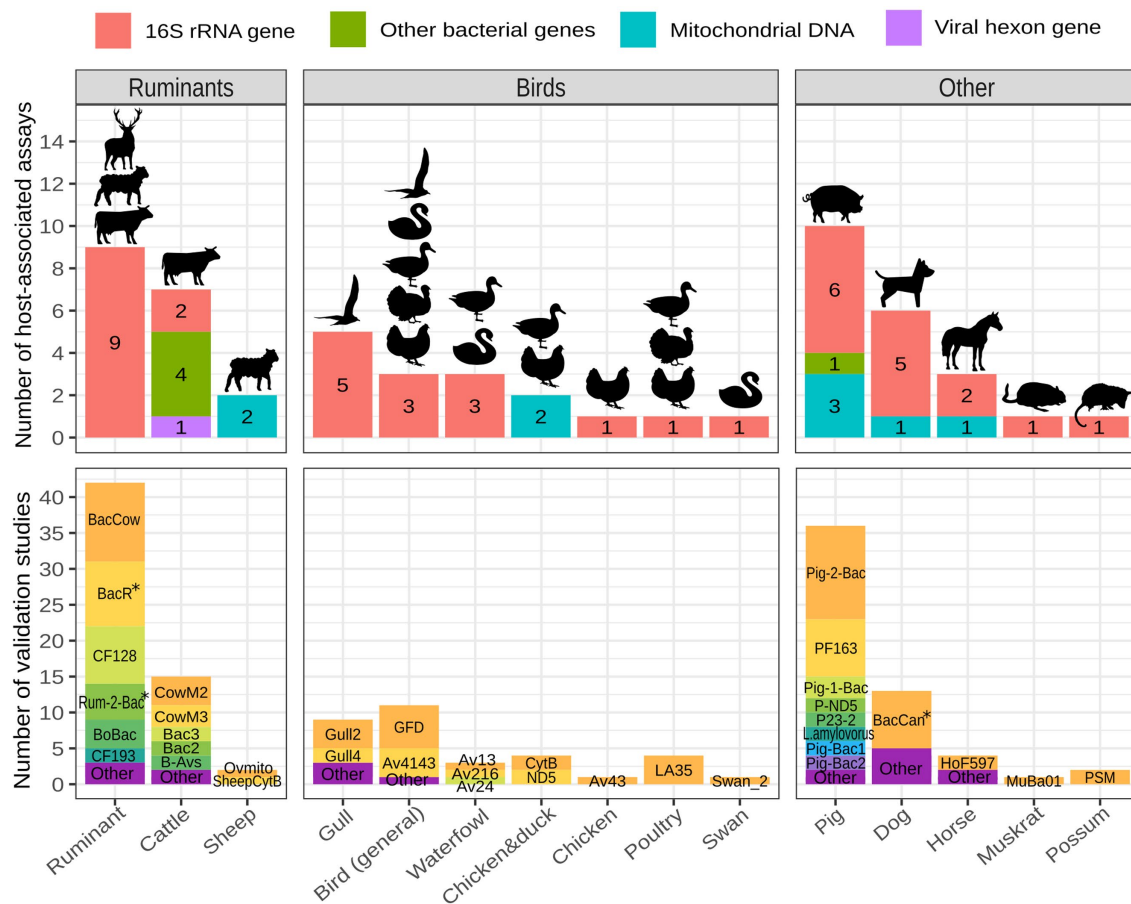 16S rRNA gene
Other bacterial genes
Mitochondrial DNA
Viral hexon gene
Ruminants
Birds
Other
Number of host-associated assays
14
12
10
8
6
4
2
0
9
2
4
1
2
5
3
3
2
1
1
1
6
1
3
5
1
2
1
1
1
Number of validation studies
40
35
30
25
20
15
10
5
0
BacCow
BacR*
CF128
Rum-2-Bac*
BoBac
CF193
Other
CowM2
CowM3
Bac3
Bac2
B-Avs
Other
Ovmito
SheepCytB
Gull2
Gull4
Other
GFD
Av4143
Other
Av13
Av216
Av24
CytB
ND5
Av43
LA35
Swan_2
Pig-2-Bac
PF163
Pig-1-Bac
P-ND5
P23-2
L.amylovorus
Pig-Bac1
Pig-Bac2
Other
BacCan*
Other
HoF597
Other
MuBa01
PSM
Ruminant
Cattle
Sheep
Gull
Bird (general)
Waterfowl
Chicken&duck
Chicken
Poultry
Swan
Pig
Dog
Horse
Muskrat
Possum